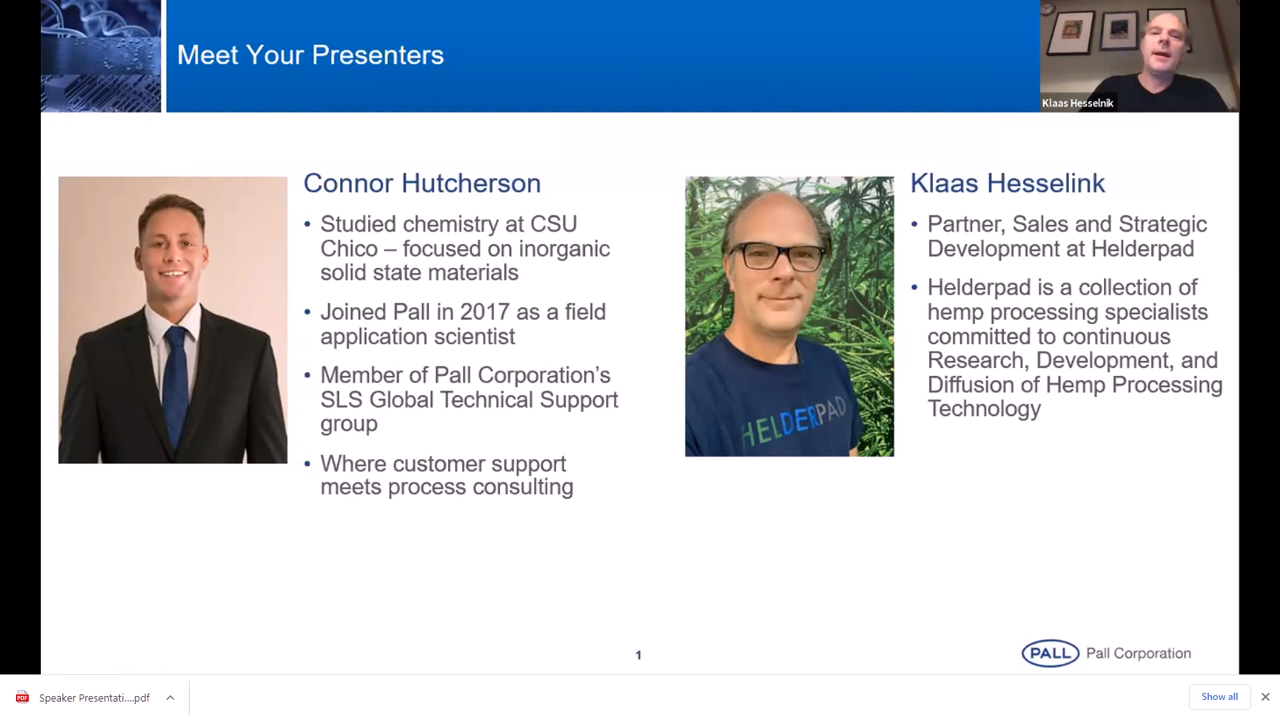 Meet Your Presenters
Klaas Hesselnik
Connor Hutcherson
• Studied chemistry at CSU
Chico – focused on inorganic
solid state materials
• Joined Pall in 2017 as a field
application scientist
• Member of Pall Corporation's
SLS Global Technical Support
group
• Where customer support
meets process consulting
HELDERPAD
Klaas Hesselink
• Partner, Sales and Strategic
Development at Helderpad
• Helderpad is a collection of
hemp processing specialists
committed to continuous
Research, Development, and
Diffusion of Hemp Processing
Technology
1
PALL Pall Corporation
PDF Speaker Presentati....pdf
Show all